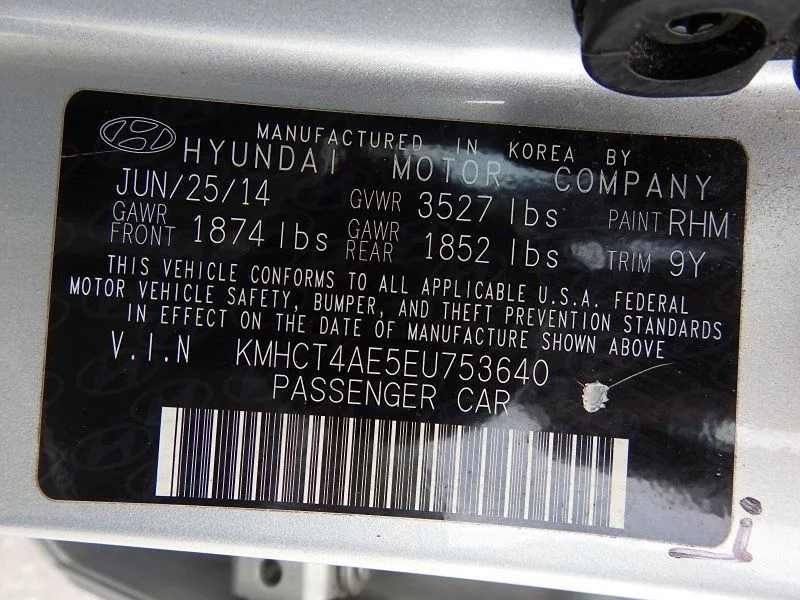 MANUFACTURED IN KOREA BY
HYUNDAI MOTOR COMPANY
JUN/25/14 GVWR 3527 lbs PAINT RHM
GAWR FRONT 1874 lbs GAWR REAR 1852 lbs TRIM 9Y
THIS VEHICLE CONFORMS TO ALL APPLICABLE U.S.A. FEDERAL
MOTOR VEHICLE SAFETY, BUMPER, AND THEFT PREVENTION STANDARDS
IN EFFECT ON THE DATE OF MANUFACTURE SHOWN ABOVE
V.I.N KMHCT4AE5EU753640
PASSENGER CAR